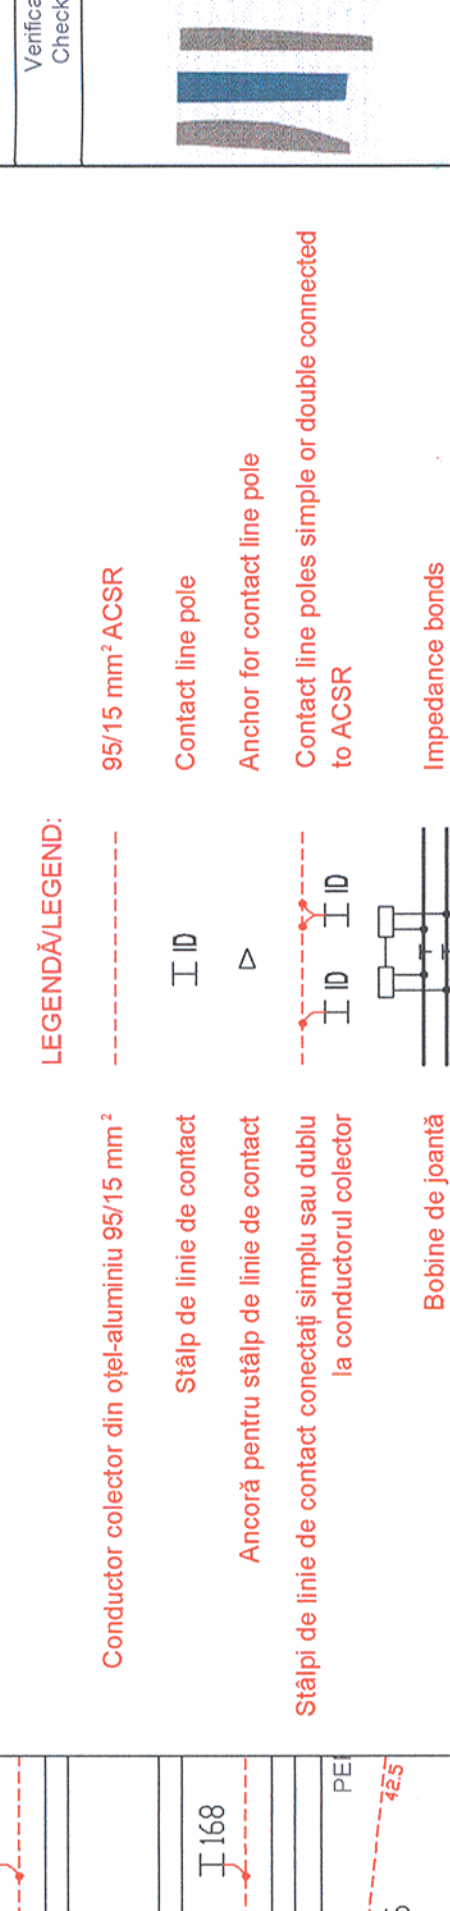 LEGENDĂ/LEGEND:
Conductor colector din oțel-aluminiu 95/15 mm²
95/15 mm² ACSR
Stâlp de linie de contact
ID
Contact line pole
Ancoră pentru stâlp de linie de contact
Anchor for contact line pole
Stâlpi de linie de contact conectați simplu sau dublu
la conductorul colector
ID
ID
Contact line poles simple or double connected
to ACSR
Bobine de joantă
Impedance bonds
168
42.5